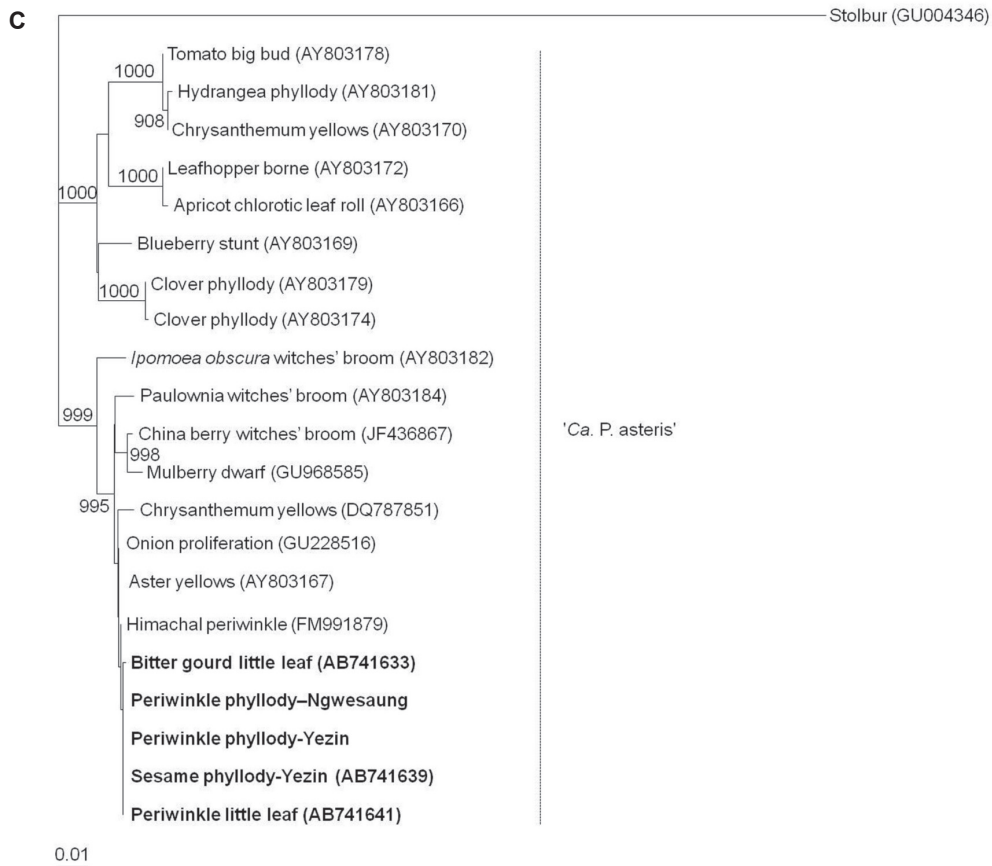 C
Stolbur (GU004346)
Tomato big bud (AY803178)
1000
Hydrangea phyllody (AY803181)
908
Chrysanthemum yellows (AY803170)
Leafhopper borne (AY803172)
1000
Apricot chlorotic leaf roll (AY803166)
1000
Blueberry stunt (AY803169)
Clover phyllody (AY803179)
1000
Clover phyllody (AY803174)
Ipomoea obscura witches' broom (AY803182)
Paulownia witches' broom (AY803184)
999
China berry witches' broom (JF436867)
'Ca. P. asteris'
998
Mulberry dwarf (GU968585)
995
Chrysanthemum yellows (DQ787851)
Onion proliferation (GU228516)
Aster yellows (AY803167)
Himachal periwinkle (FM991879)
Bitter gourd little leaf (AB741633)
Periwinkle phyllody–Ngwesaung
Periwinkle phyllody-Yezin
Sesame phyllody-Yezin (AB741639)
Periwinkle little leaf (AB741641)
0.01